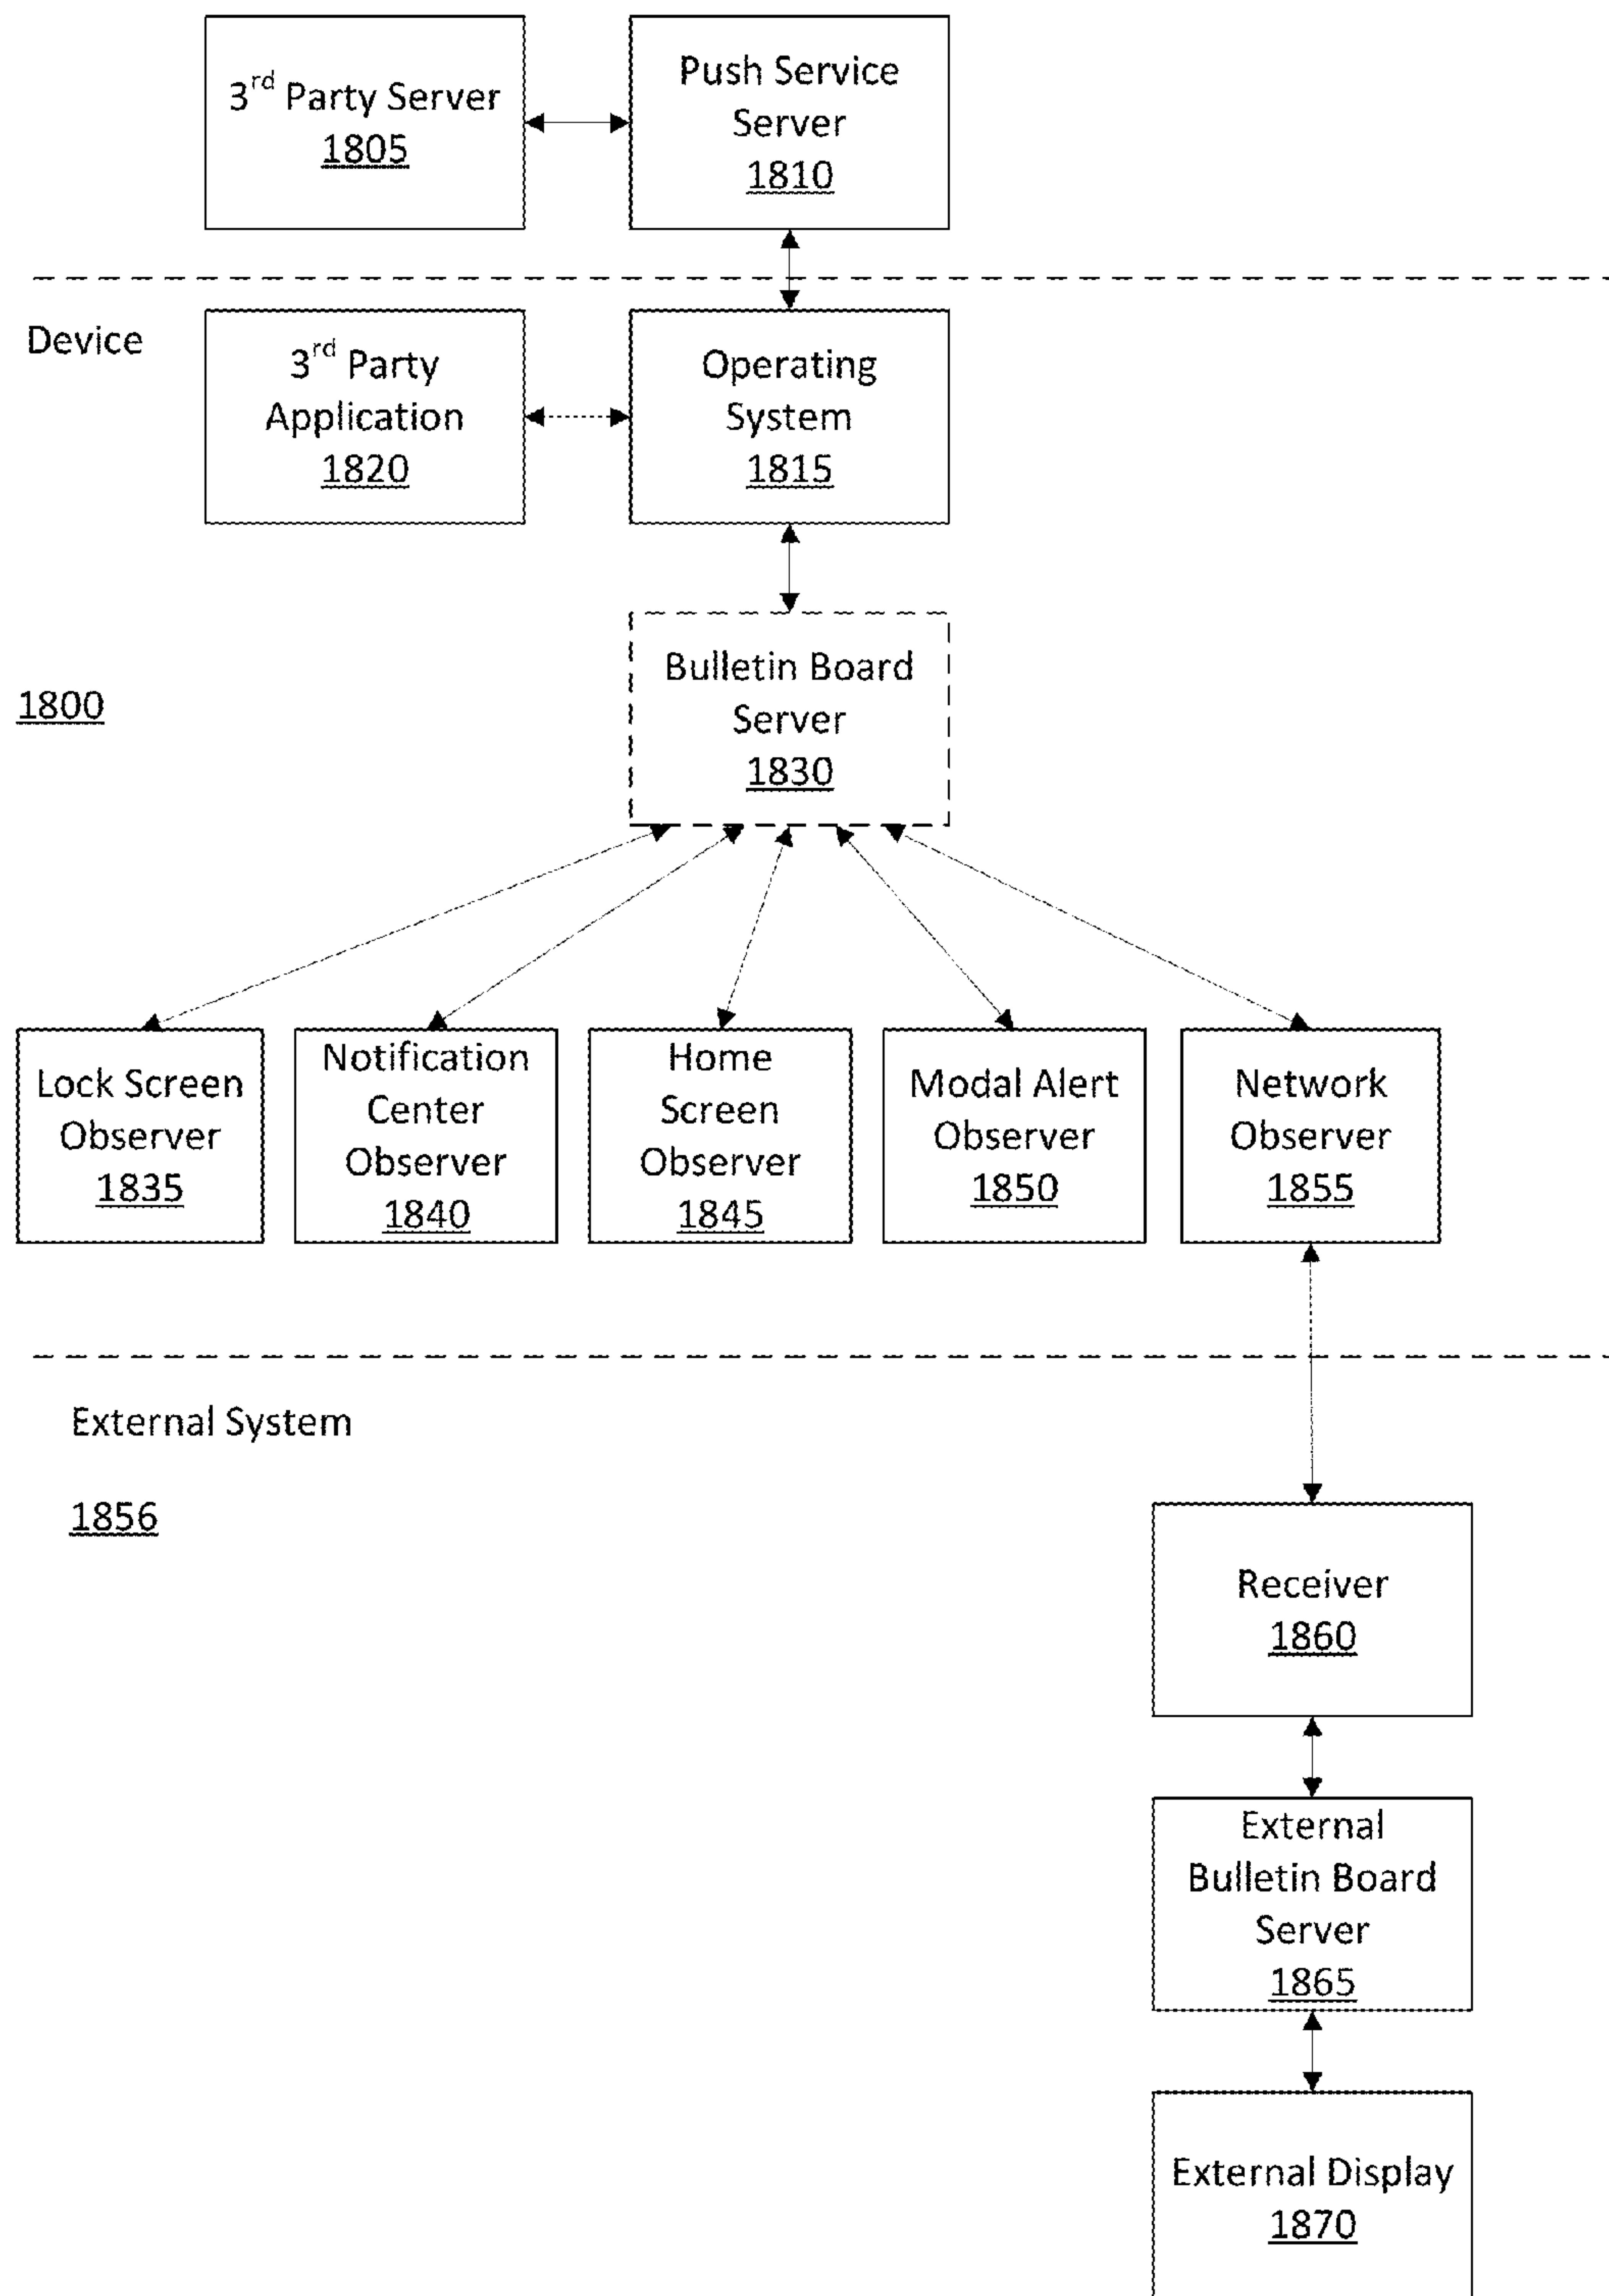 3rd Party Server
1805
Push Service
Server
1810
Device
3rd Party
Application
1820
Operating
System
1815
1800
Bulletin Board
Server
1830
Lock Screen
Observer
1835
Notification
Center
Observer
1840
Home
Screen
Observer
1845
Modal Alert
Observer
1850
Network
Observer
1855
External System
1856
Receiver
1860
External
Bulletin Board
Server
1865
External Display
1870